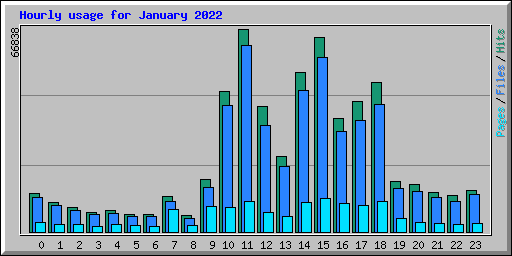 Hourly usage for January 2022
66838
Pages / Files / Hits
0 1 2 3 4 5 6 7 8 9 10 11 12 13 14 15 16 17 18 19 20 21 22 23